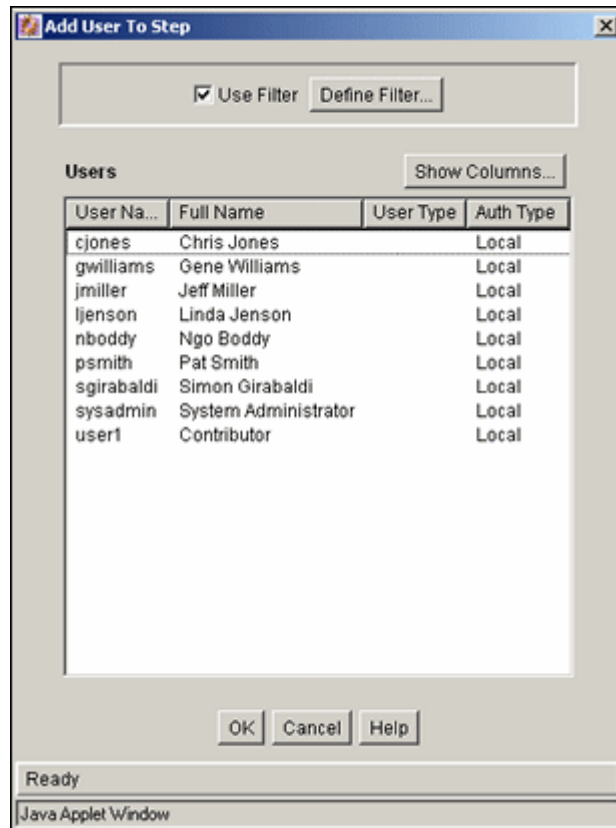 Add User To Step
Use Filter Define Filter...
Users Show Columns...
User Na... Full Name User Type Auth Type
cjones Chris Jones Local
gwilliams Gene Williams Local
jmiller Jeff Miller Local
ljenson Linda Jenson Local
nboddy Ngo Boddy Local
psmith Pat Smith Local
sgirabaldi Simon Girabaldi Local
sysadmin System Administrator Local
user1 Contributor Local
OK Cancel Help
Ready
Java Applet Window